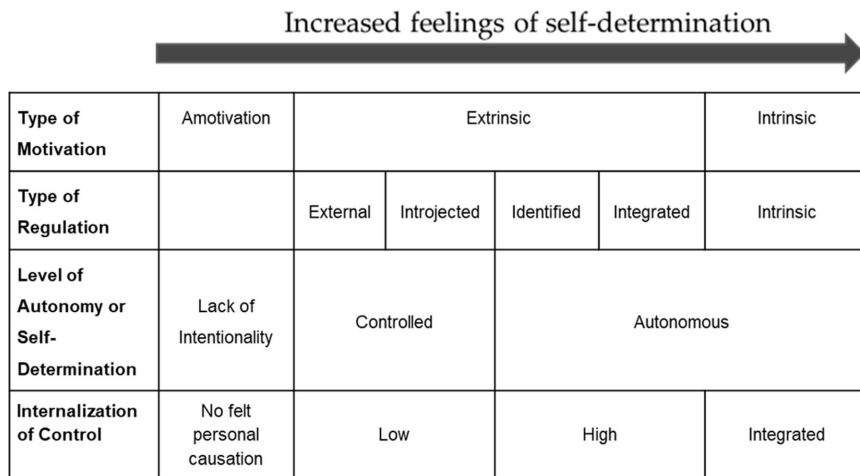 Increased feelings of self-determination
Type of
Motivation
Amotivation
Extrinsic
Intrinsic
Type of
Regulation
External
Introjected
Identified
Integrated
Intrinsic
Level of
Autonomy or
Self-
Determination
Lack of
Intentionality
Controlled
Autonomous
Internalization
of Control
No felt
personal
causation
Low
High
Integrated